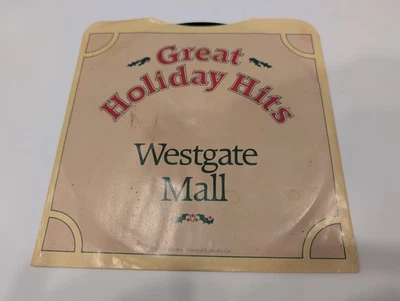 Great
Holiday Hits
Westgate
Mall